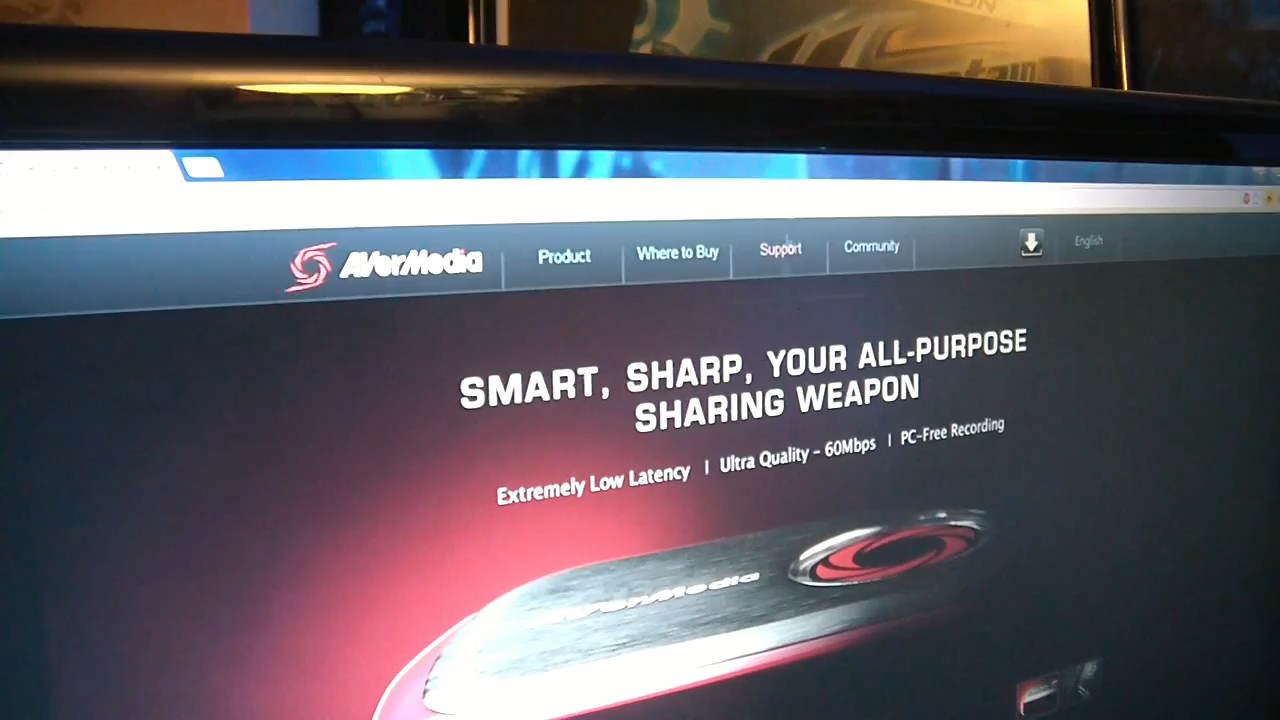 AVerMedia
Product
Where to Buy
Support
Community
English
SMART, SHARP, YOUR ALL-PURPOSE
SHARING WEAPON
Extremely Low Latency | Ultra Quality – 60Mbps | PC-Free Recording
AVerMedia